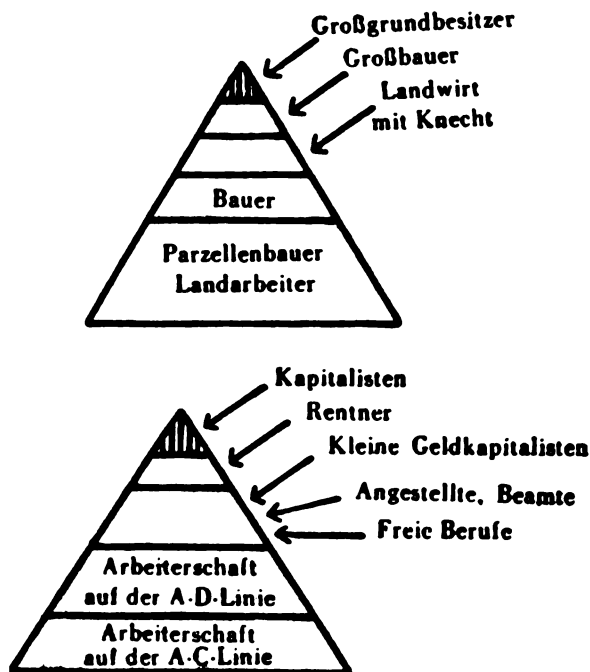 Großgrundbesitzer
Großbauer
Landwirt
mit Knecht
Bauer
Parzellenbauer
Landarbeiter
Kapitalisten
Rentner
Kleine Geldkapitalisten
Angestellte, Beamte
Freie Berufe
Arbeiterschaft
auf der A-D-Linie
Arbeiterschaft
auf der A-C-Linie